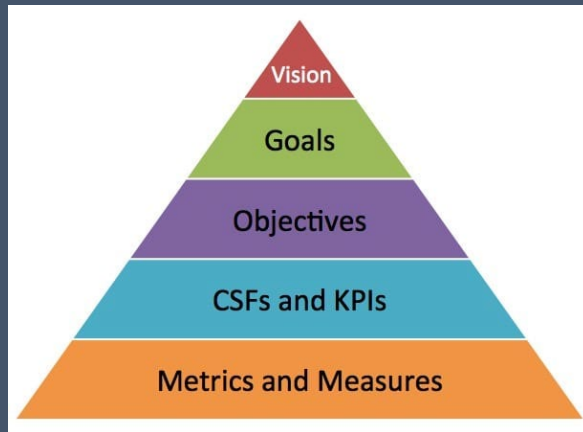 Vision
Goals
Objectives
CSFs and KPIs
Metrics and Measures